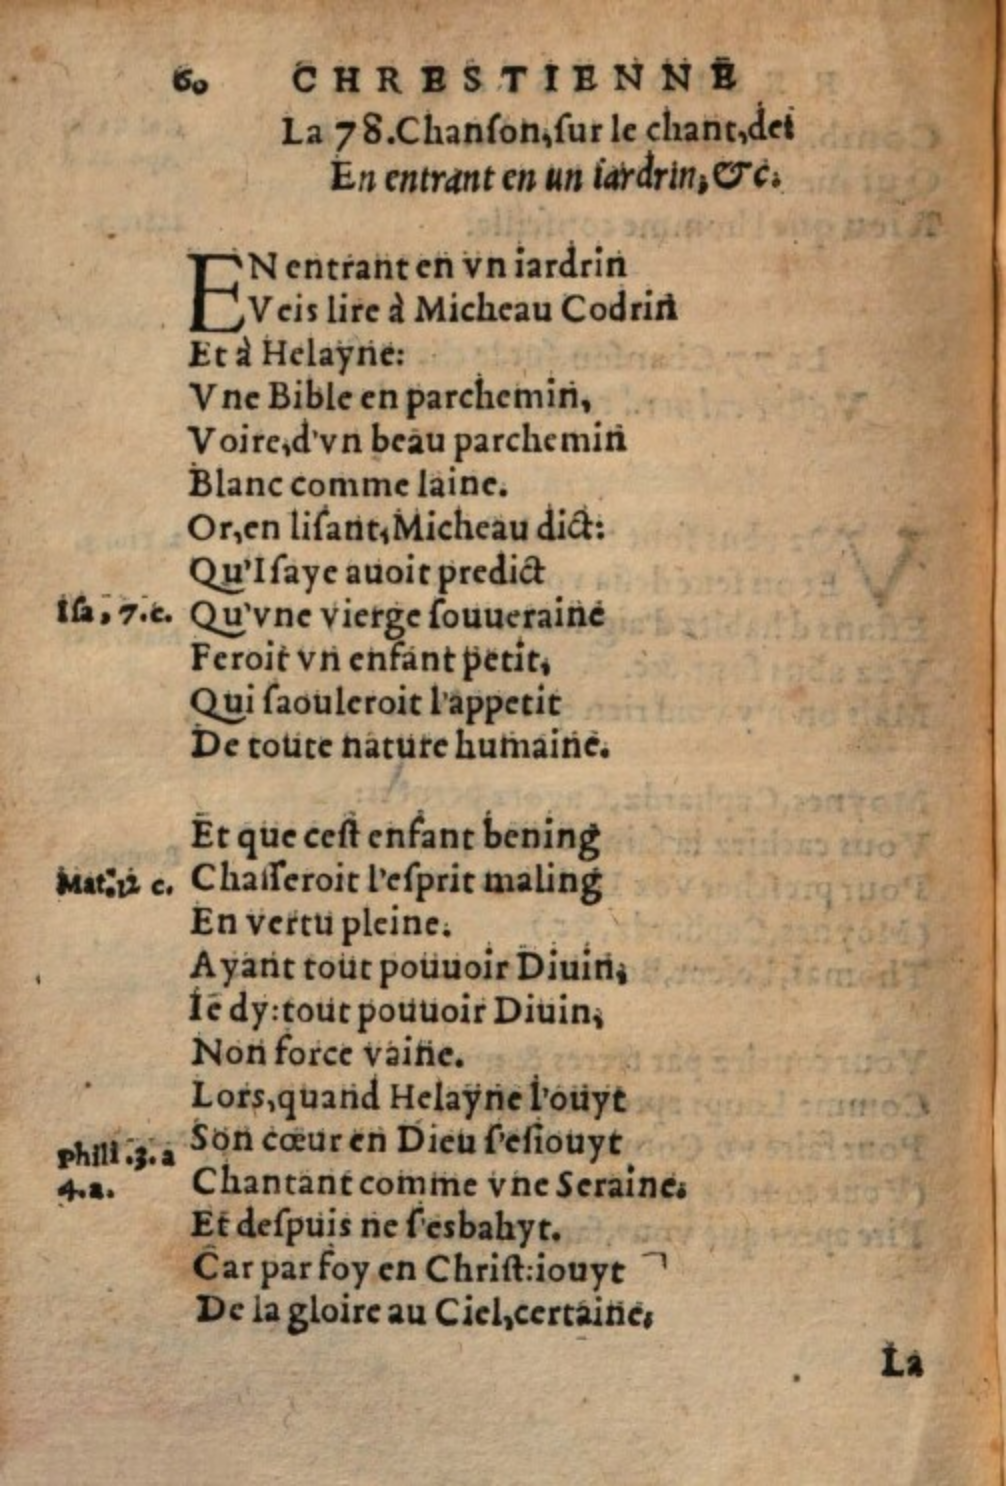 60 CHRESTIENNE
La 78.Chanſon,ſur le chant,de:
En entrant en un iardrin,&c.
EN entrant en vn iardrin
Veis lire à Micheau Codrin
Et à Helayne:
Vne Bible en parchemin,
Voire,d'vn beau parchemin
Blanc comme laine.
Or,en liſant,Micheau dict:
Qu'Iſaye auoit predict
Iſa, 7.c. Qu'vne vierge ſouueraine
Feroit vn enfant petit,
Qui ſaouleroit l'appetit
De toute nature humaine.
Et que ceſt enfant bening
Mat.12 c. Chaſſeroit l'eſprit maling
En vertu pleine.
Ayant tout pouuoir Diuin,
Ie dy:tout pouuoir Diuin,
Non force vaine.
Lors,quand Helayne l'ouyt
Son cœur en Dieu ſ'eſiouyt
Phili.3.a
4.a. Chantant comme vne Seraine.
Et deſpuis ne ſ'esbahyt.
Car par foy en Chriſt:iouyt
De la gloire au Ciel,certaine.
La